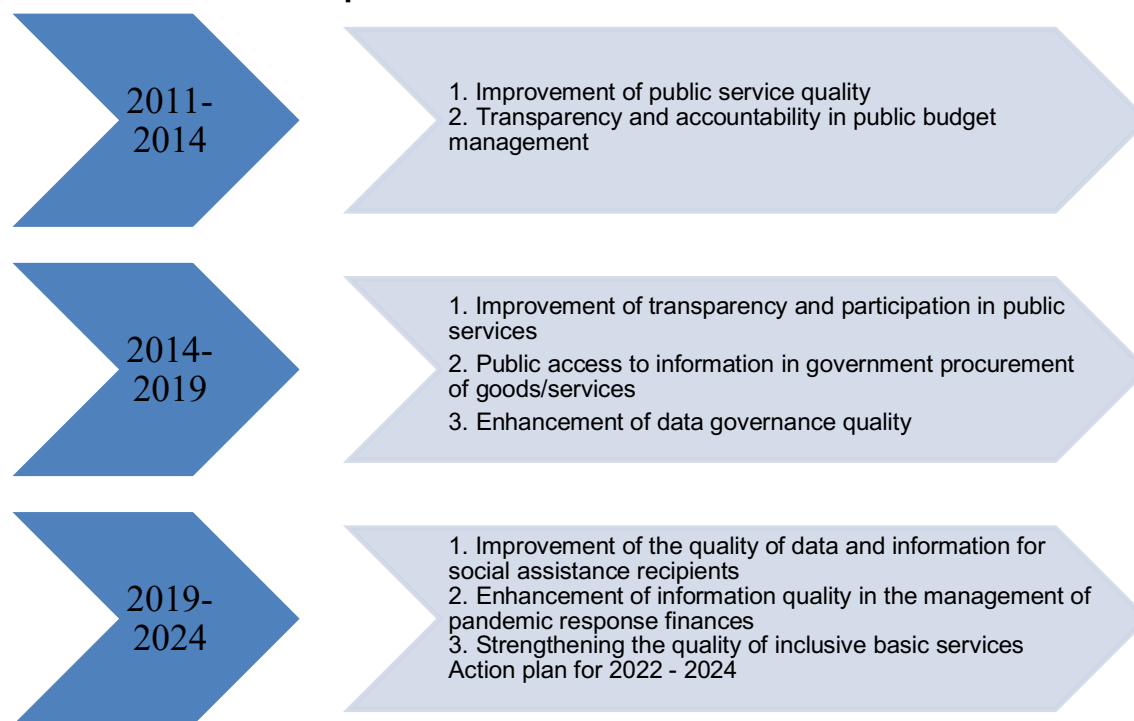 2011-
2014
1. Improvement of public service quality
2. Transparency and accountability in public budget
management
2014-
2019
1. Improvement of transparency and participation in public
services
2. Public access to information in government procurement
of goods/services
3. Enhancement of data governance quality
2019-
2024
1. Improvement of the quality of data and information for
social assistance recipients
2. Enhancement of information quality in the management of
pandemic response finances
3. Strengthening the quality of inclusive basic services
Action plan for 2022 - 2024